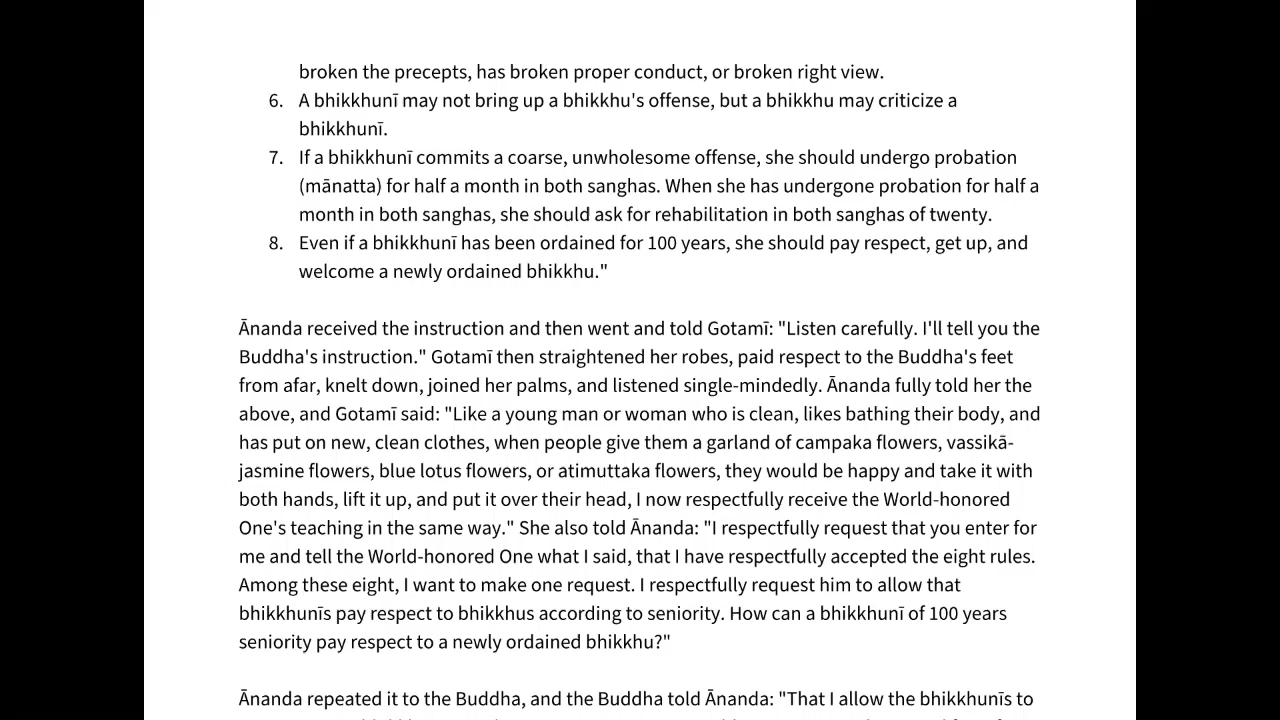 broken the precepts, has broken proper conduct, or broken right view.
6. A bhikkhunī may not bring up a bhikkhu's offense, but a bhikkhu may criticize a
bhikkhunī.
7. If a bhikkhunī commits a coarse, unwholesome offense, she should undergo probation
(mānatta) for half a month in both sanghas. When she has undergone probation for half a
month in both sanghas, she should ask for rehabilitation in both sanghas of twenty.
8. Even if a bhikkhunī has been ordained for 100 years, she should pay respect, get up, and
welcome a newly ordained bhikkhu."
Ānanda received the instruction and then went and told Gotamī: "Listen carefully. I'll tell you the
Buddha's instruction." Gotamī then straightened her robes, paid respect to the Buddha's feet
from afar, knelt down, joined her palms, and listened single-mindedly. Ānanda fully told her the
above, and Gotamī said: "Like a young man or woman who is clean, likes bathing their body, and
has put on new, clean clothes, when people give them a garland of campaka flowers, vassikā-
jasmine flowers, blue lotus flowers, or atimuttaka flowers, they would be happy and take it with
both hands, lift it up, and put it over their head, I now respectfully receive the World-honored
One's teaching in the same way." She also told Ānanda: "I respectfully request that you enter for
me and tell the World-honored One what I said, that I have respectfully accepted the eight rules.
Among these eight, I want to make one request. I respectfully request him to allow that
bhikkhunīs pay respect to bhikkhus according to seniority. How can a bhikkhunī of 100 years
seniority pay respect to a newly ordained bhikkhu?"
Ānanda repeated it to the Buddha, and the Buddha told Ānanda: "That I allow the bhikkhunīs to